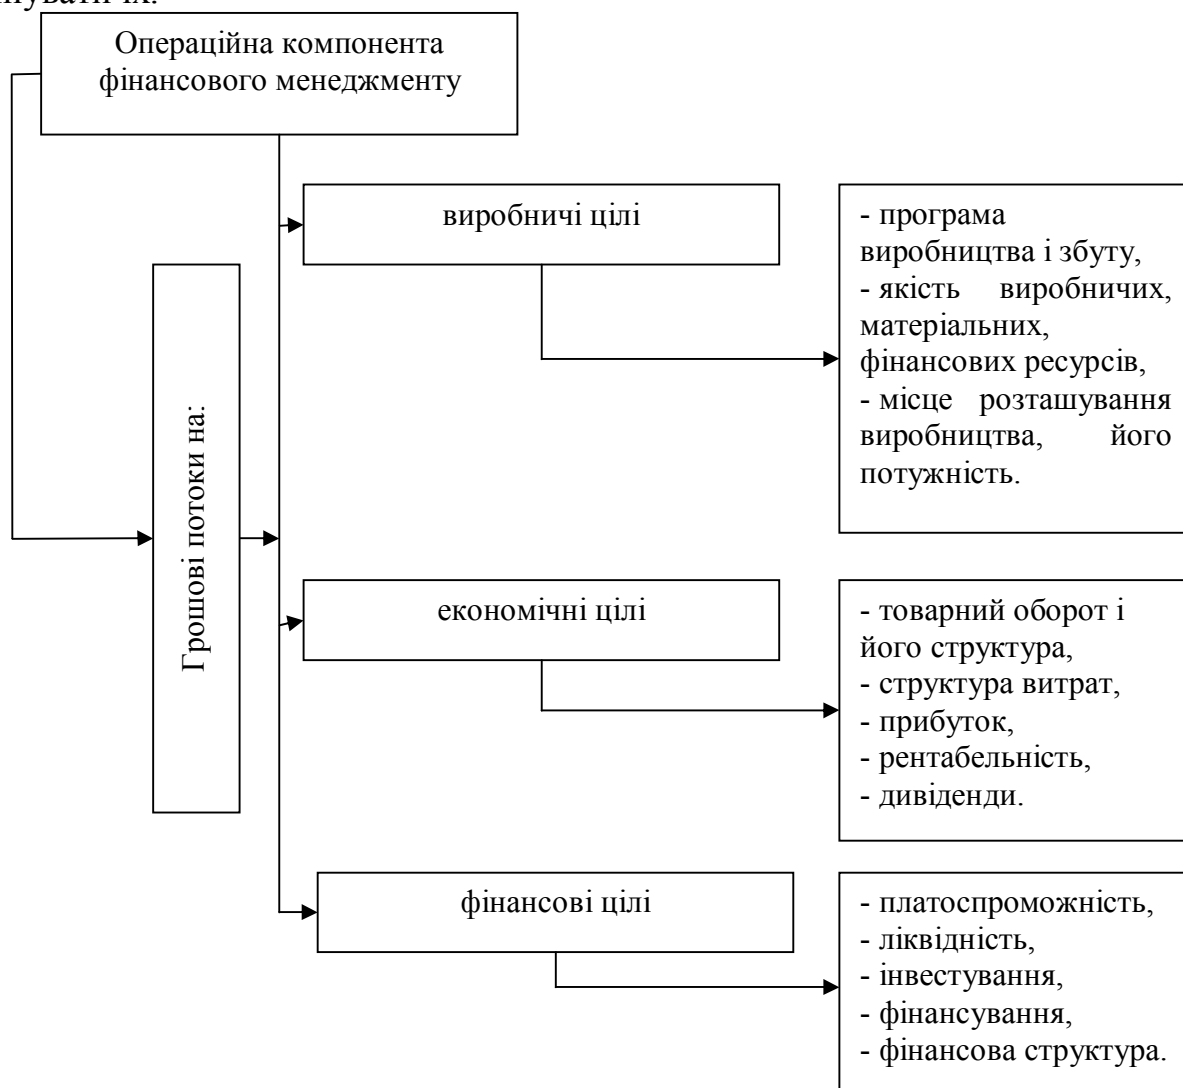 Операційна компонента
фінансового менеджменту
Грошові потоки на:
виробничі цілі
- програма
виробництва і збуту,
- якість виробничих,
матеріальних,
фінансових ресурсів,
- місце розташування
виробництва, його
потужність.
економічні цілі
- товарний оборот і
його структура,
- структура витрат,
- прибуток,
- рентабельність,
- дивіденди.
фінансові цілі
- платоспроможність,
- ліквідність,
- інвестування,
- фінансування,
- фінансова структура.